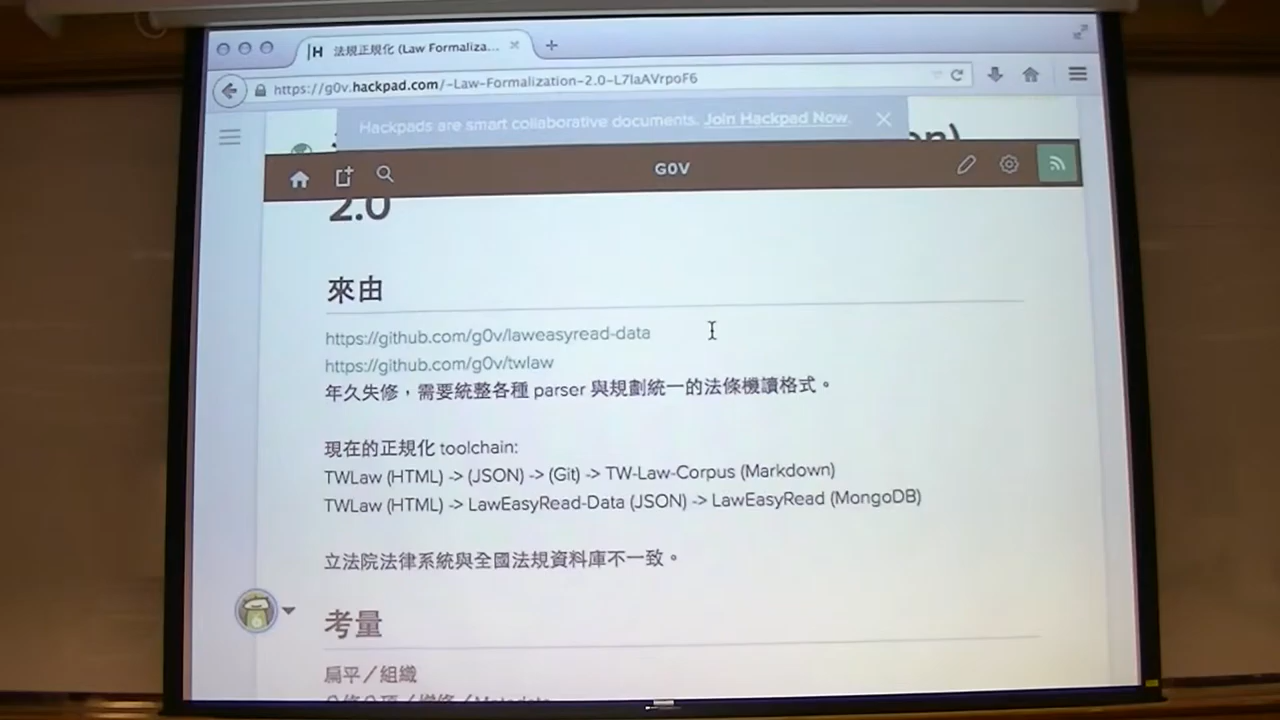 H 法規正規化 (Law Formaliza...
https://g0v.hackpad.com/-Law-Formalization-2.0-L7laAVrpoF6
Hackpads are smart collaborative documents. Join Hackpad Now.
on)
G0V
2.0
來由
https://github.com/g0v/laweasyread-data
https://github.com/g0v/twlaw
年久失修，需要統整各種 parser 與規劃統一的法條機讀格式。
現在的正規化 toolchain:
TWLaw (HTML) -> (JSON) -> (Git) -> TW-Law-Corpus (Markdown)
TWLaw (HTML) -> LawEasyRead-Data (JSON) -> LawEasyRead (MongoDB)
立法院法律系統與全國法規資料庫不一致。
考量
扁平／組織